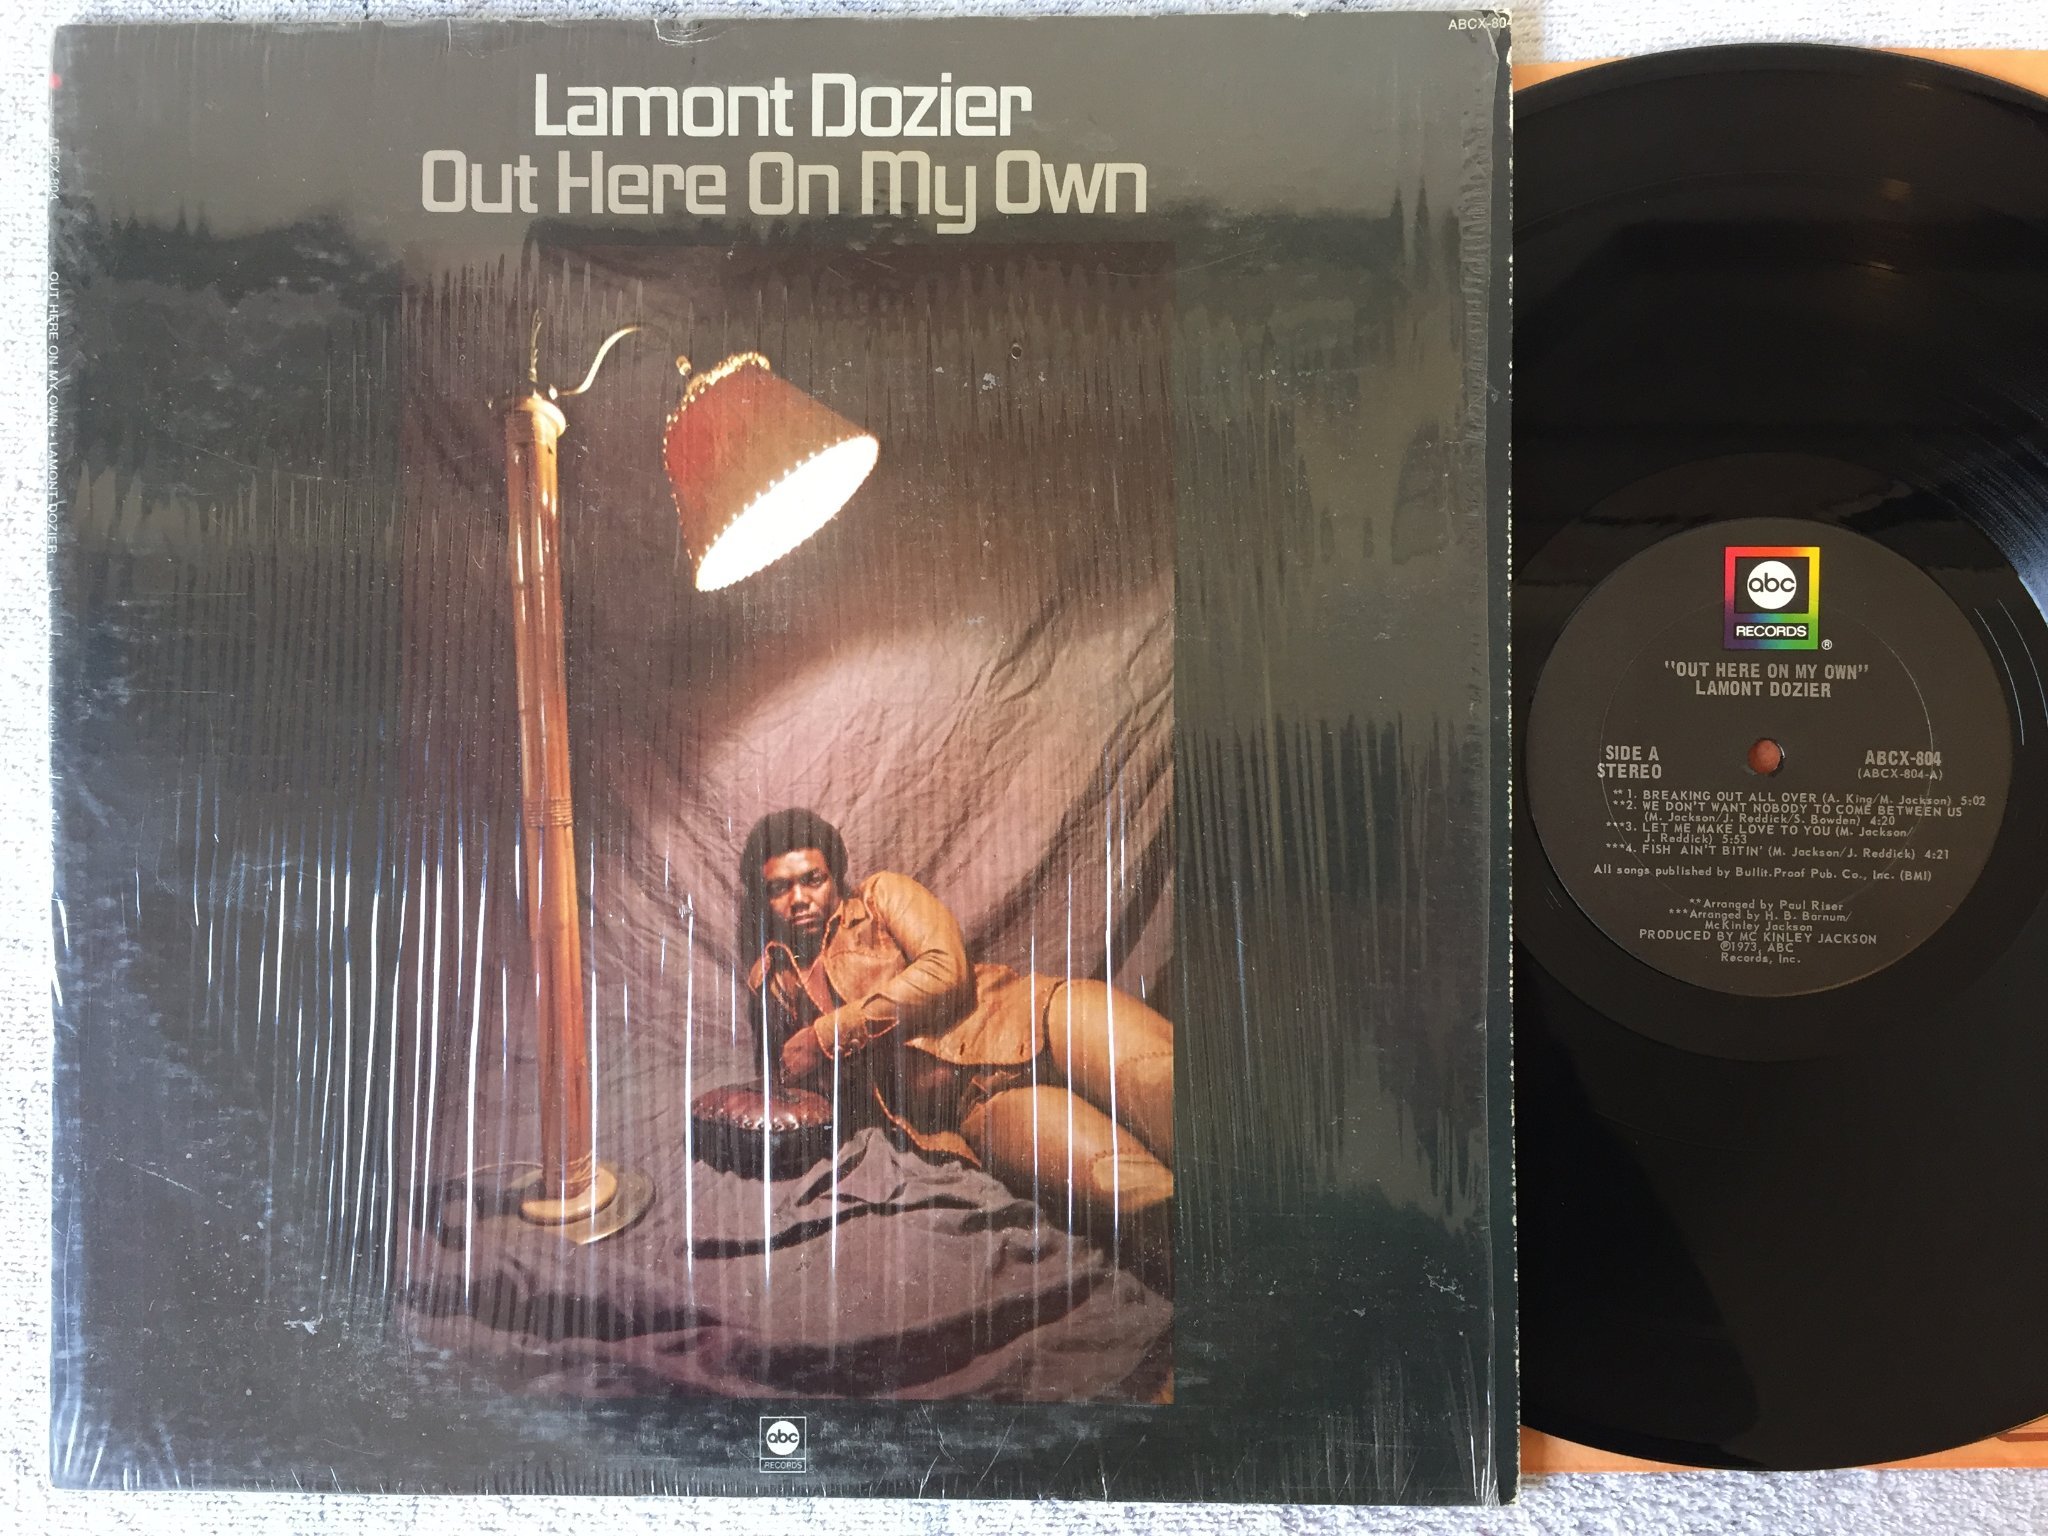 ABCX-804
Lamont Dozier
Out Here On My Own
ABCX-804 OUT HERE ON MY OWN • LAMONT DOZIER
abc
RECORDS
abc
RECORDS
®
"OUT HERE ON MY OWN"
LAMONT DOZIER
SIDE A
STEREO
ABCX-804
(ABCX-804-A)
**1. BREAKING OUT ALL OVER (A. King/M. Jackson) 5:02
**2. WE DON'T WANT NOBODY TO COME BETWEEN US
(M. Jackson/J. Reddick/S. Bowden) 4:20
***3. LET ME MAKE LOVE TO YOU (M. Jackson/
J. Reddick) 5:53
***4. FISH AIN'T BITIN' (M. Jackson/J. Reddick) 4:21
All songs published by Bullit.Proof Pub. Co., Inc. (BMI)
**Arranged by Paul Riser
***Arranged by H. B. Barnum/
McKinley Jackson
PRODUCED BY MC KINLEY JACKSON
℗1973, ABC
Records, Inc.